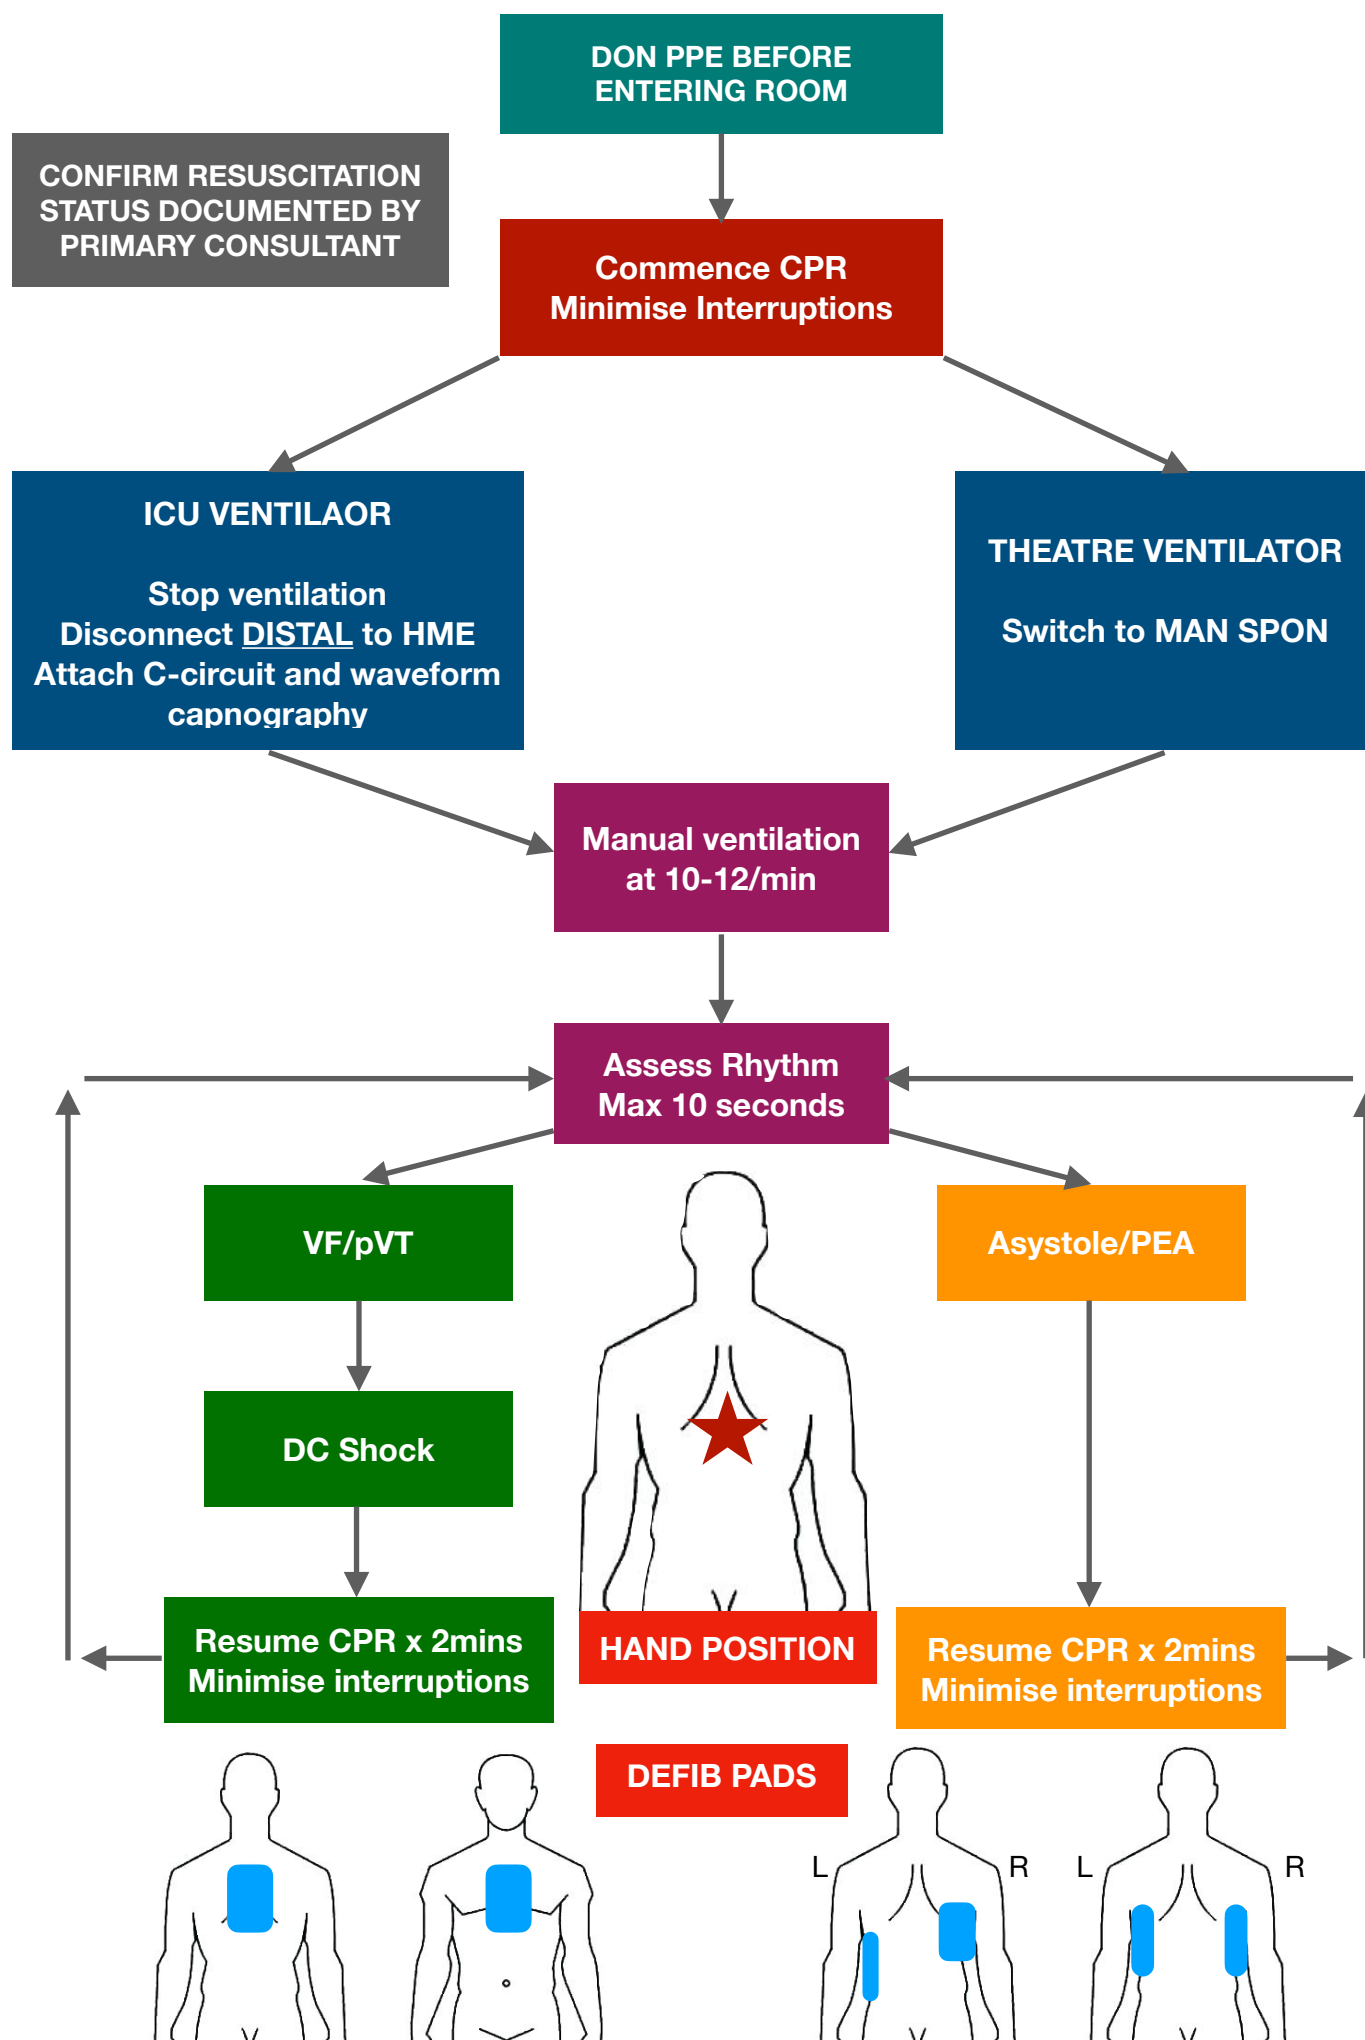 DON PPE BEFORE
ENTERING ROOM
CONFIRM RESUSCITATION
STATUS DOCUMENTED BY
PRIMARY CONSULTANT
Commence CPR
Minimise Interruptions
ICU VENTILAOR
Stop ventilation
Disconnect DISTAL to HME
Attach C-circuit and waveform
capnography
THEATRE VENTILATOR
Switch to MAN SPON
Manual ventilation
at 10-12/min
Assess Rhythm
Max 10 seconds
VF/pVT
Asystole/PEA
DC Shock
Resume CPR x 2mins
Minimise interruptions
HAND POSITION
Resume CPR x 2mins
Minimise interruptions
DEFIB PADS
L
R
L
R